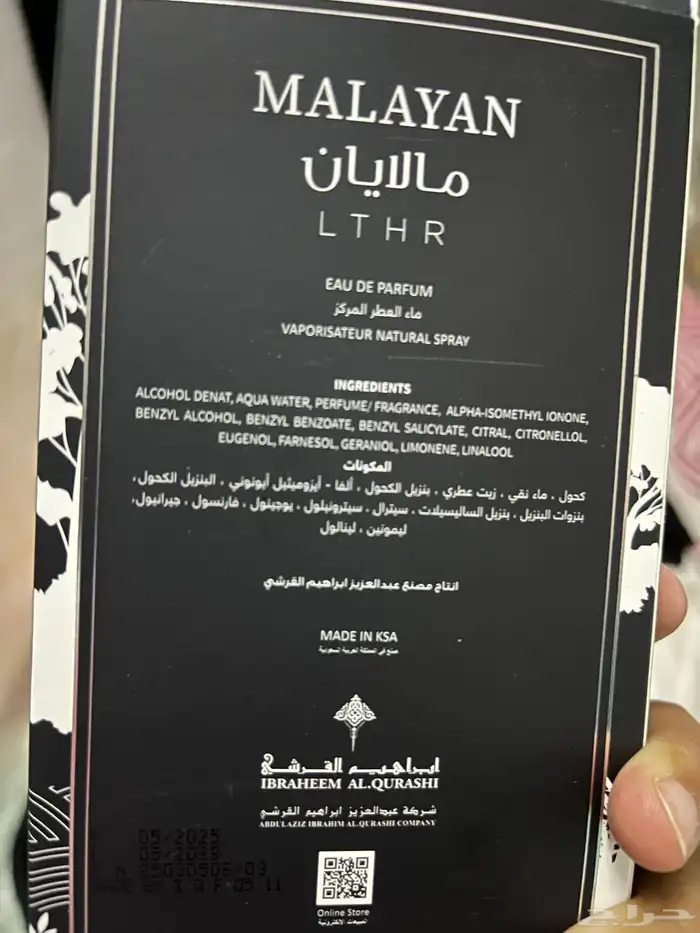 MALAYAN
مالايان
LTHR
EAU DE PARFUM
ماء العطر المركز
VAPORISATEUR NATURAL SPRAY
INGREDIENTS
ALCOHOL DENAT, AQUA WATER, PERFUME/ FRAGRANCE, ALPHA-ISOMETHYL IONONE,
BENZYL ALCOHOL, BENZYL BENZOATE, BENZYL SALICYLATE, CITRAL, CITRONELLOL,
EUGENOL, FARNESOL, GERANIOL, LIMONENE, LINALOOL
المكونات
كحول ، ماء نقي ، زيت عطري ، بنزيل الكحول ، ألفا - أيزوميثيل أيونوني ، البنزيل الكحول،
بنزوات البنزيل ، بنزيل الساليسيلات ، سيترال ، سيترونيلول ، يوجينول ، فارنسول ، جيرانيول،
ليمونين ، لينالول
انتاج مصنع عبدالعزيز ابراهيم القرشي
MADE IN KSA
صنع في المملكة العربية السعودية
ابراهيم القرشي
IBRAHEEM AL.QURASHI
شركة عبدالعزيز ابراهيم القرشي
ABDULAZIZ IBRAHIM AL.QURASHI COMPANY
05/2025
Online Store
المبيعات الالكترونية
حراج